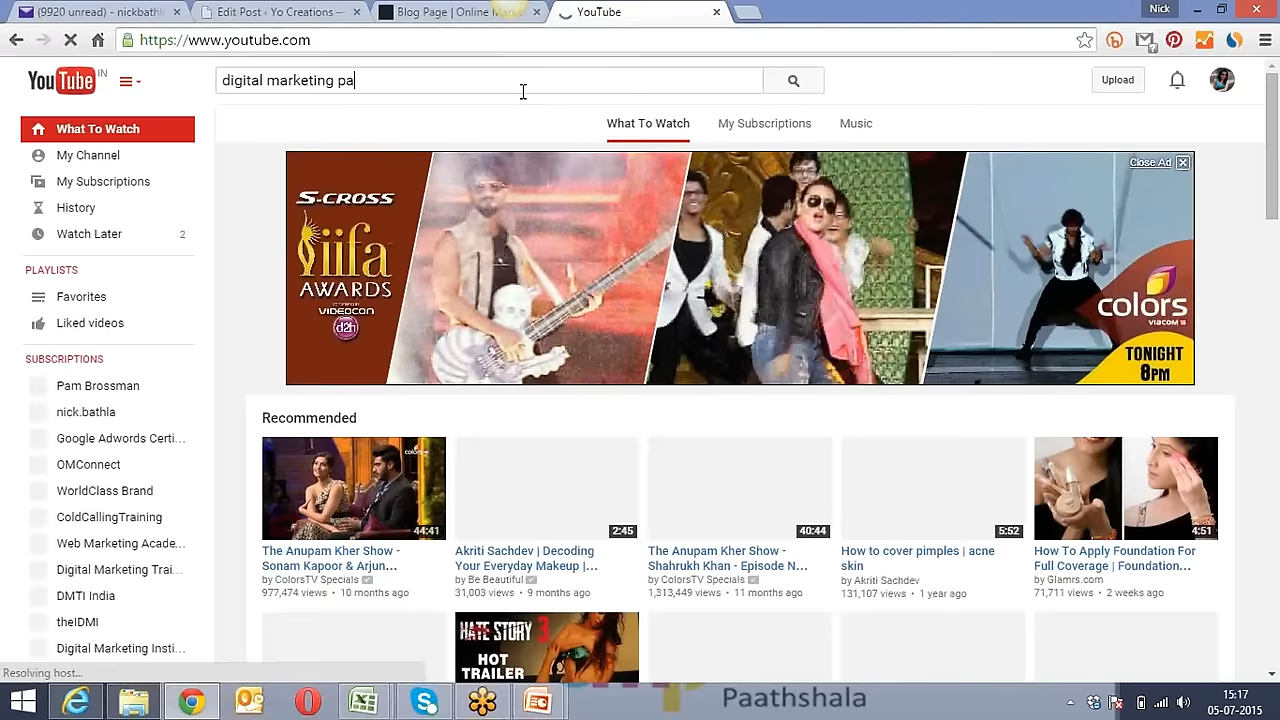 (9920 unread) - nickbathl
Edit Post ‹ Yo Creations —
Blog Page | Online Mark
YouTube
Nick
https://www.youtube.com
YouTube IN
digital marketing pa
Upload
What To Watch
My Subscriptions
Music
What To Watch
My Channel
My Subscriptions
History
Watch Later 2
PLAYLISTS
Favorites
Liked videos
SUBSCRIPTIONS
Pam Brossman
nick.bathla
Google Adwords Certi...
OMConnect
WorldClass Brand
ColdCallingTraining
Web Marketing Acade...
Digital Marketing Trai...
DMTI India
theIDMI
Digital Marketing Insti...
Close Ad
S-CROSS
iifa
AWARDS
VIDEOCON
d2h
colors
VIACOM 18
TONIGHT
8PM
Recommended
44:41
2:45
40:44
5:52
4:51
The Anupam Kher Show -
Sonam Kapoor & Arjun...
by ColorsTV Specials
977,474 views • 10 months ago
Akriti Sachdev | Decoding
Your Everyday Makeup |...
by Be Beautiful
31,003 views • 9 months ago
The Anupam Kher Show -
Shahrukh Khan - Episode N...
by ColorsTV Specials
1,313,449 views • 11 months ago
How to cover pimples | acne
skin
by Akriti Sachdev
131,107 views • 1 year ago
How To Apply Foundation For
Full Coverage | Foundation...
by Glamrs.com
71,711 views • 2 weeks ago
HATE STORY 3
HOT
TRAILER
Resolving host...
Paathshala
15:17
05-07-2015